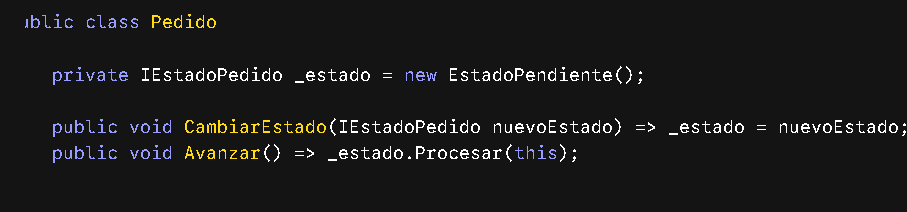 ublic class Pedido
private IEstadoPedido _estado = new EstadoPendiente();
public void CambiarEstado(IEstadoPedido nuevoEstado) => _estado = nuevoEstado;
public void Avanzar() => _estado.Procesar(this);